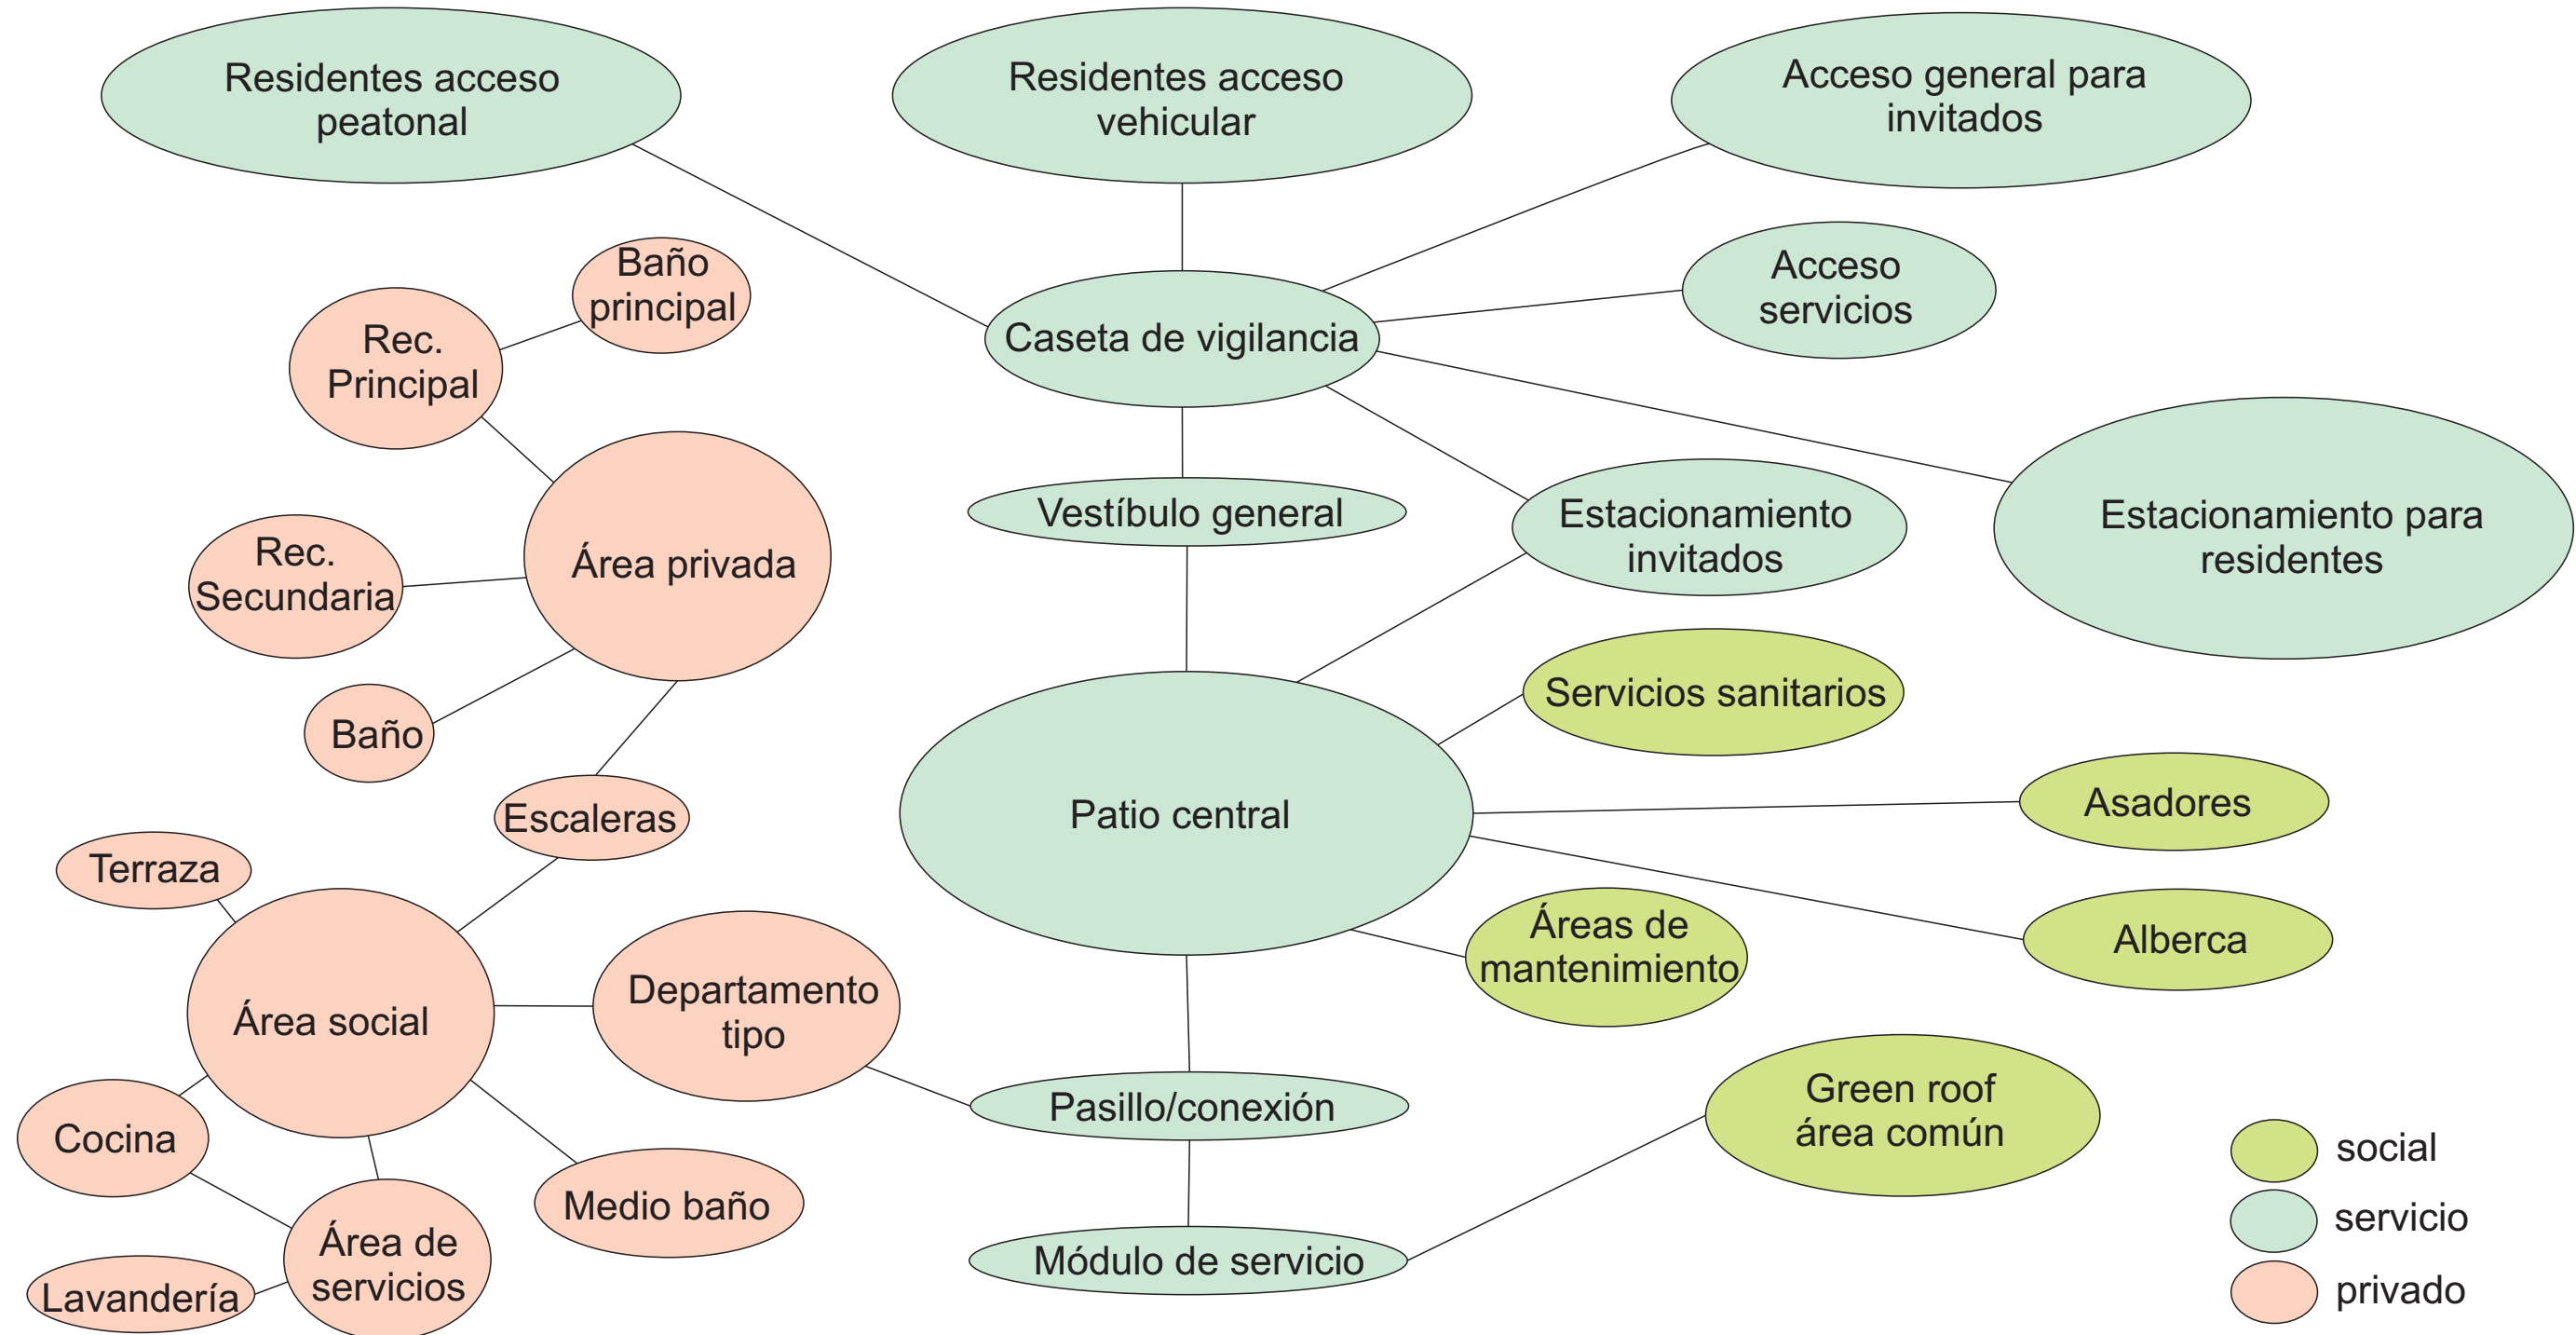 Residentes acceso
peatonal
Residentes acceso
vehicular
Acceso general para
invitados
Baño
principal
Acceso
servicios
Rec.
Principal
Caseta de vigilancia
Vestíbulo general
Estacionamiento
invitados
Estacionamiento para
residentes
Rec.
Secundaria
Área privada
Servicios sanitarios
Baño
Escaleras
Patio central
Asadores
Terraza
Áreas de
mantenimiento
Alberca
Área social
Departamento
tipo
Pasillo/conexión
Green roof
área común
Cocina
Medio baño
Área de
servicios
Módulo de servicio
Lavandería
social
servicio
privado